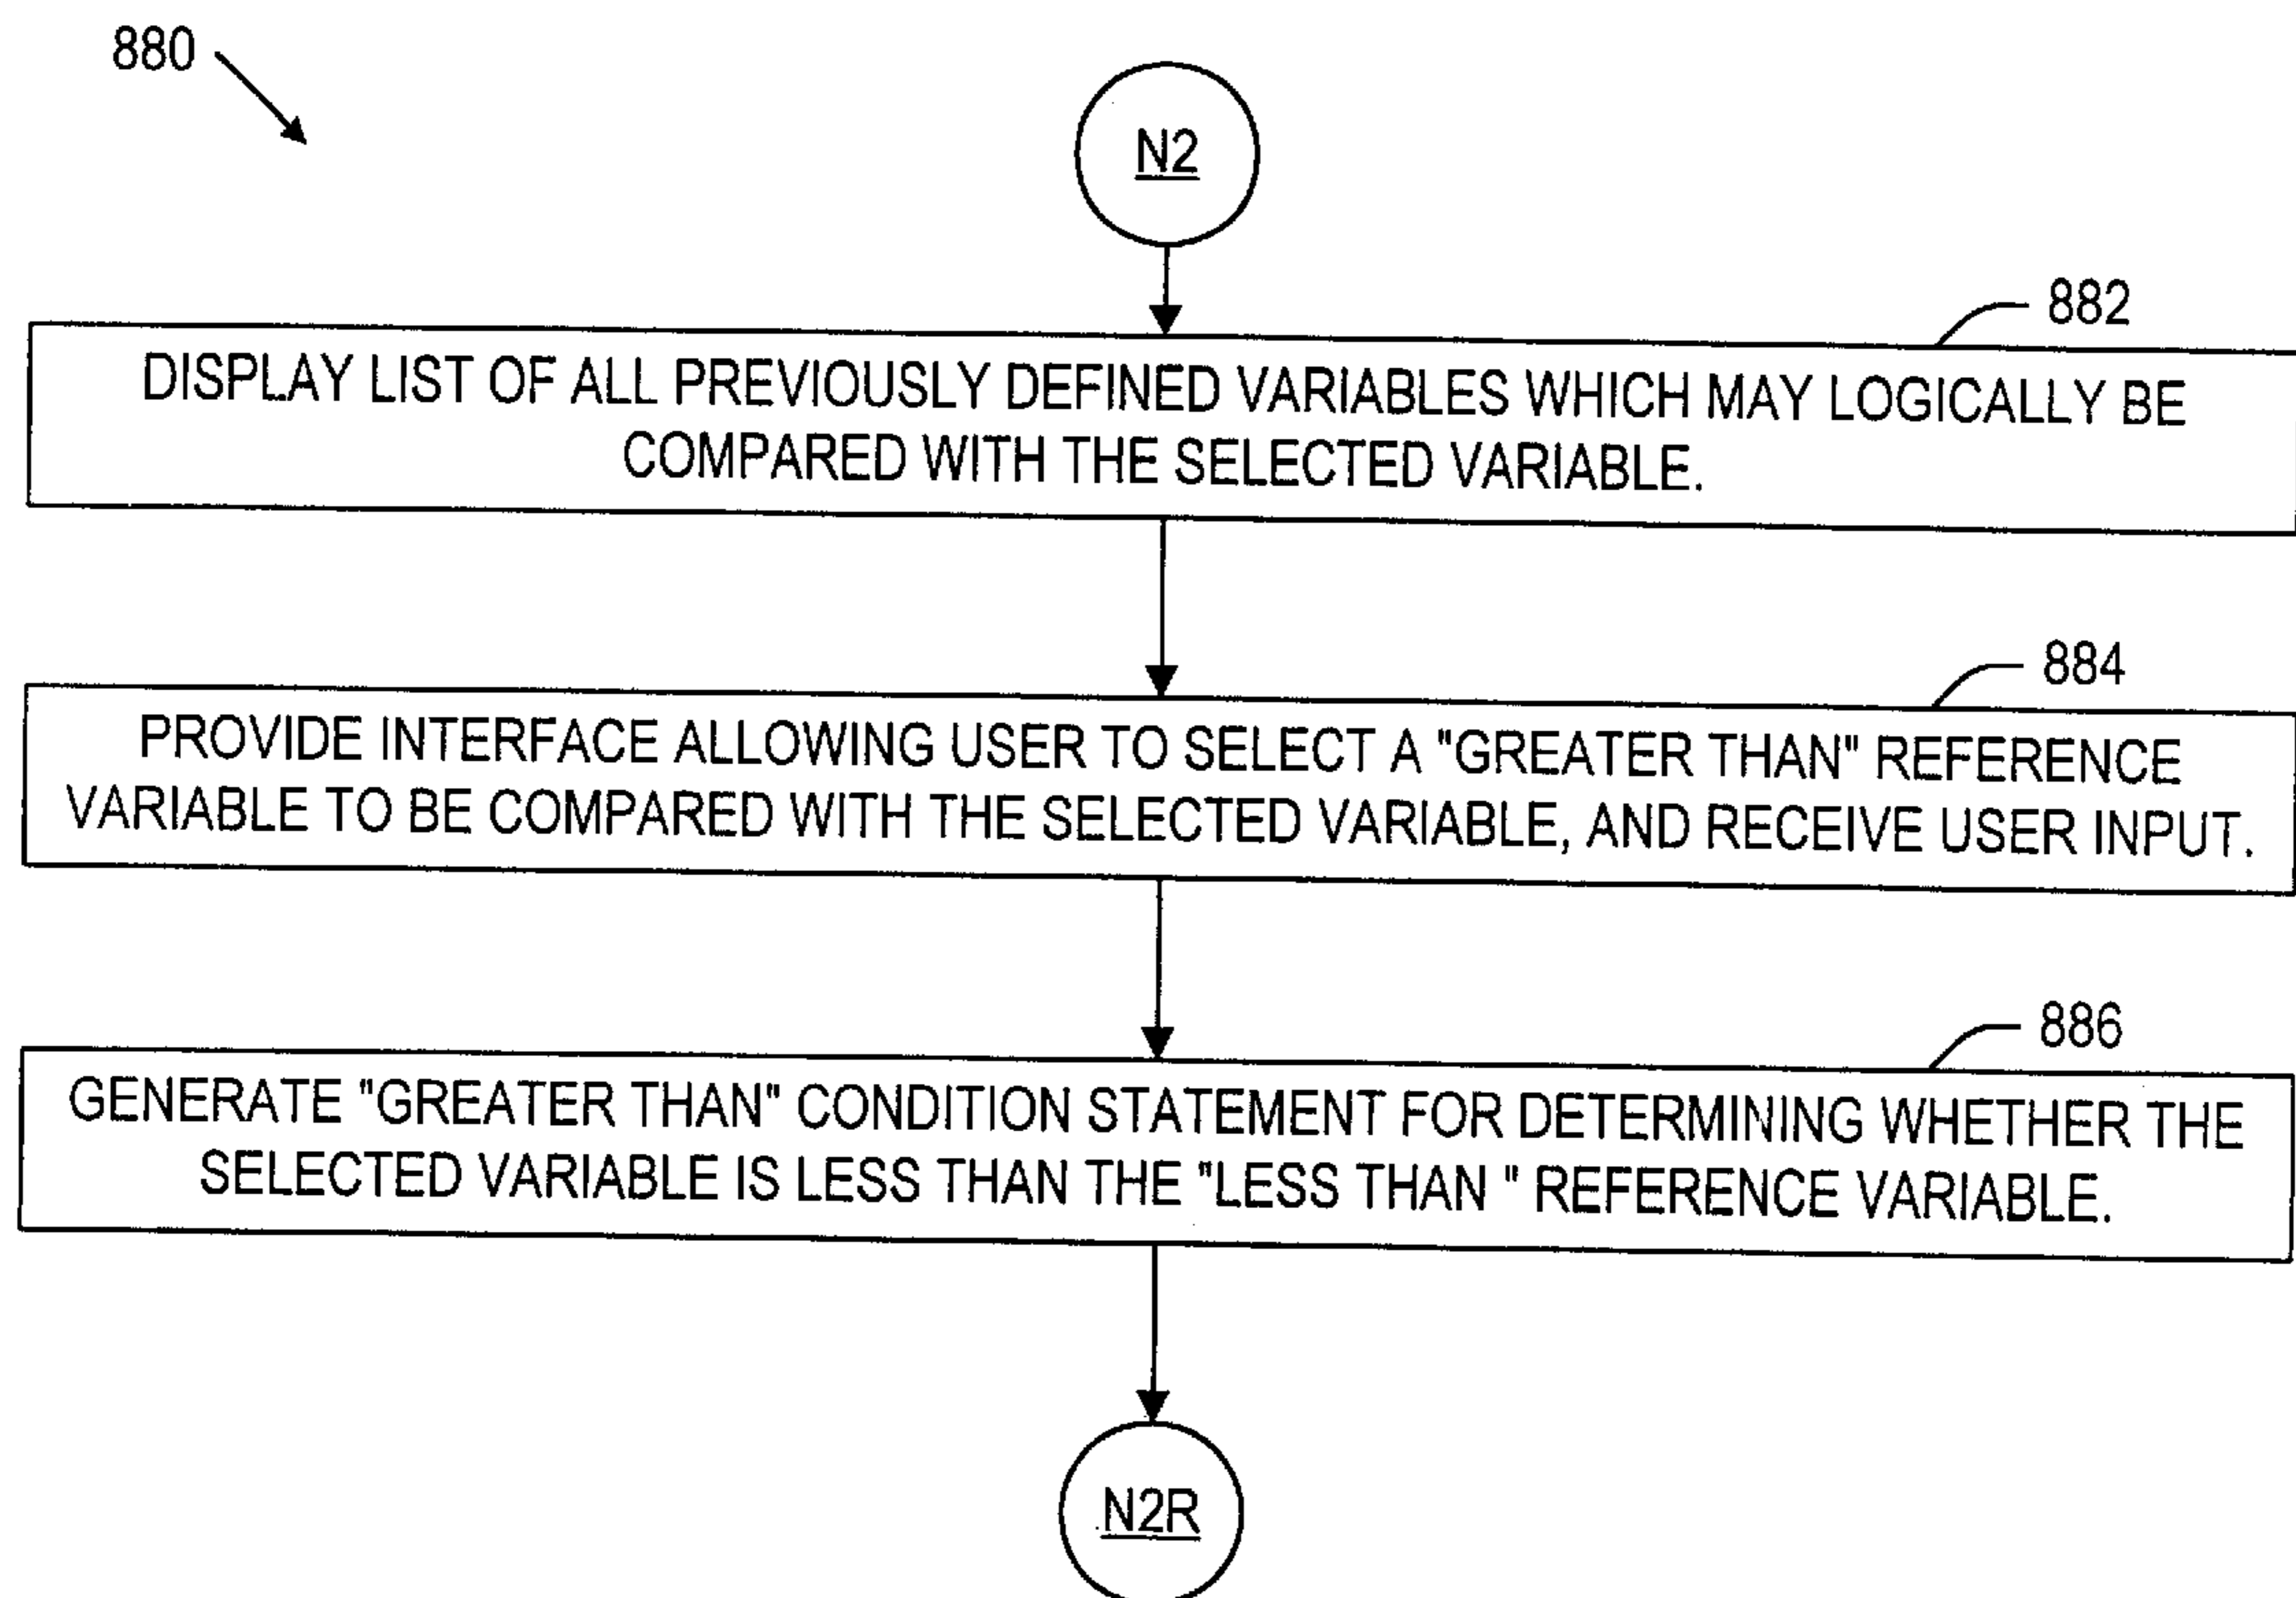 880
N2
882
DISPLAY LIST OF ALL PREVIOUSLY DEFINED VARIABLES WHICH MAY LOGICALLY BE
COMPARED WITH THE SELECTED VARIABLE.
884
PROVIDE INTERFACE ALLOWING USER TO SELECT A "GREATER THAN" REFERENCE
VARIABLE TO BE COMPARED WITH THE SELECTED VARIABLE, AND RECEIVE USER INPUT.
886
GENERATE "GREATER THAN" CONDITION STATEMENT FOR DETERMINING WHETHER THE
SELECTED VARIABLE IS LESS THAN THE "LESS THAN " REFERENCE VARIABLE.
N2R